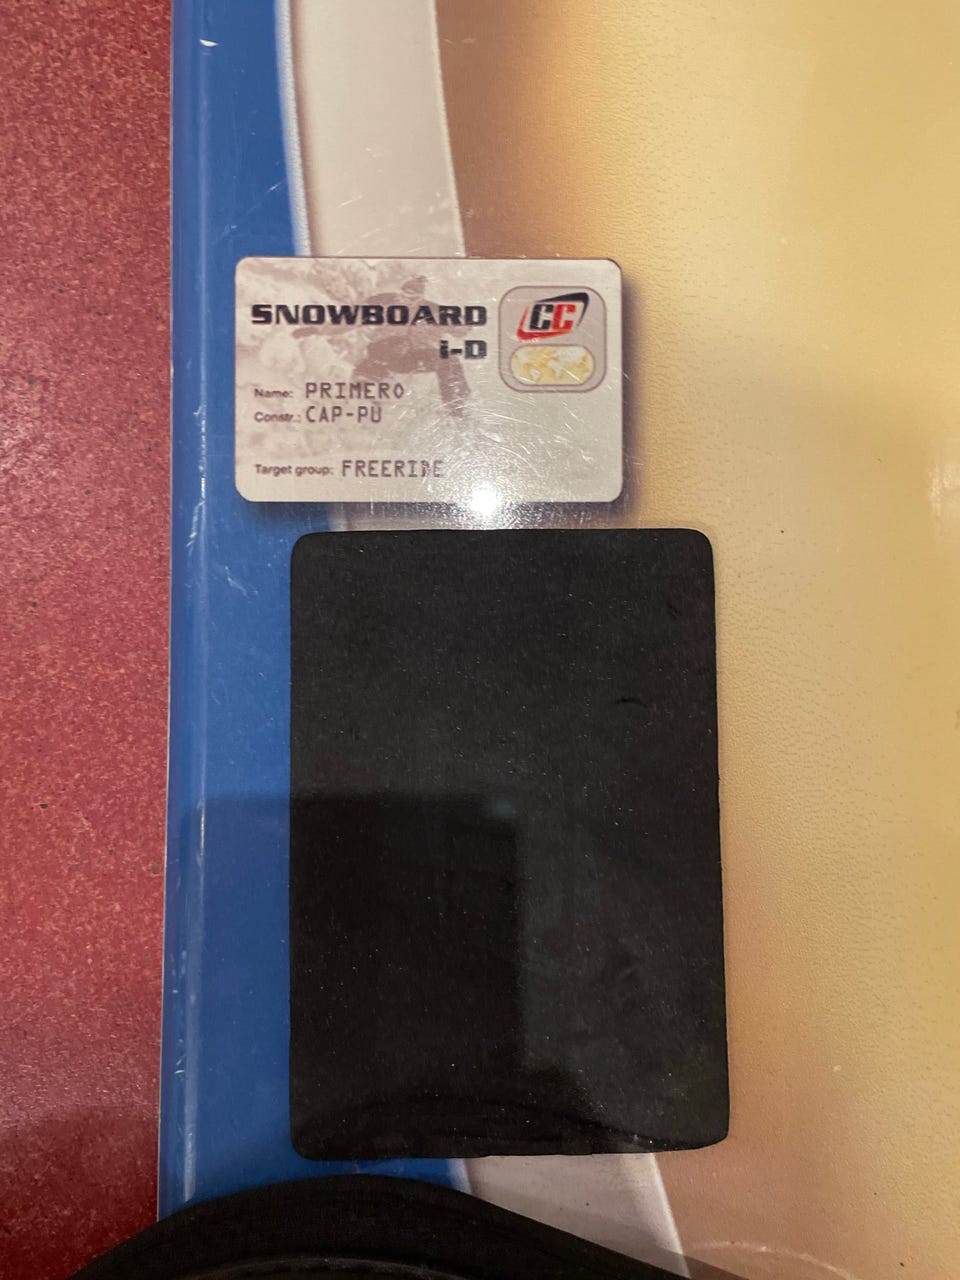 SNOWBOARD
i-D
CC
Name: PRIMERO
Constr.: CAP-PU
Target group: FREERIDE